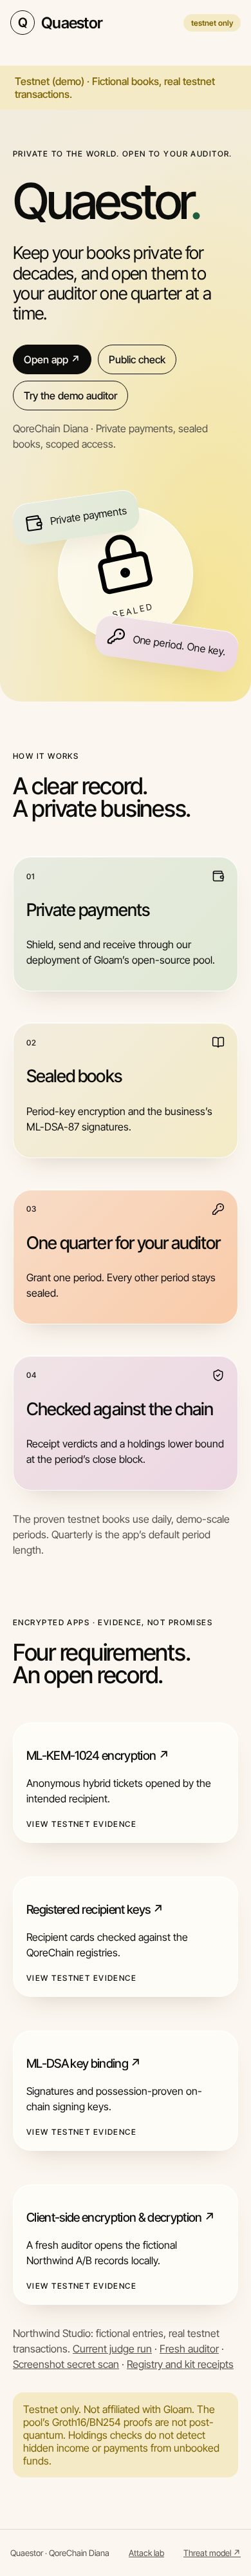 Q Quaestor testnet only
Testnet (demo) · Fictional books, real testnet
transactions.
PRIVATE TO THE WORLD. OPEN TO YOUR AUDITOR.
Quaestor.
Keep your books private for
decades, and open them to
your auditor one quarter at a
time.
Open app ↗ Public check
Try the demo auditor
QoreChain Diana · Private payments, sealed
books, scoped access.
Private payments
SEALED
One period. One key.
HOW IT WORKS
A clear record.
A private business.
01
Private payments
Shield, send and receive through our
deployment of Gloam's open-source pool.
02
Sealed books
Period-key encryption and the business's
ML-DSA-87 signatures.
03
One quarter for your auditor
Grant one period. Every other period stays
sealed.
04
Checked against the chain
Receipt verdicts and a holdings lower bound
at the period's close block.
The proven testnet books use daily, demo-scale
periods. Quarterly is the app's default period
length.
ENCRYPTED APPS · EVIDENCE, NOT PROMISES
Four requirements.
An open record.
ML-KEM-1024 encryption ↗
Anonymous hybrid tickets opened by the
intended recipient.
VIEW TESTNET EVIDENCE
Registered recipient keys ↗
Recipient cards checked against the
QoreChain registries.
VIEW TESTNET EVIDENCE
ML-DSA key binding ↗
Signatures and possession-proven on-
chain signing keys.
VIEW TESTNET EVIDENCE
Client-side encryption & decryption ↗
A fresh auditor opens the fictional
Northwind A/B records locally.
VIEW TESTNET EVIDENCE
Northwind Studio: fictional entries, real testnet
transactions. Current judge run · Fresh auditor ·
Screenshot secret scan · Registry and kit receipts
Testnet only. Not affiliated with Gloam. The
pool's Groth16/BN254 proofs are not post-
quantum. Holdings checks do not detect
hidden income or payments from unbooked
funds.
Quaestor · QoreChain Diana Attack lab Threat model ↗